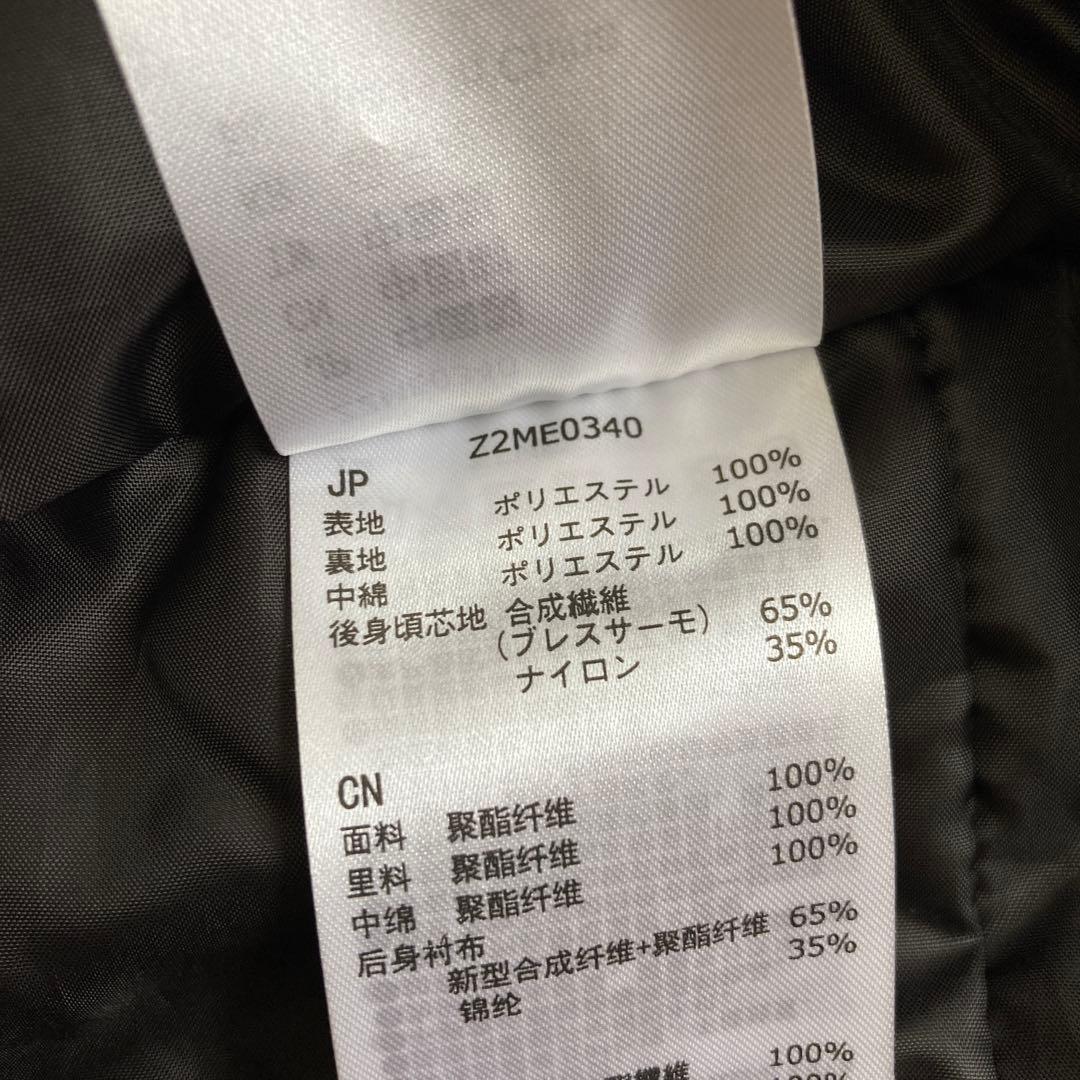 Z2ME0340
JP
表地 ポリエステル 100%
裏地 ポリエステル 100%
中綿 ポリエステル 100%
後身頃芯地 合成繊維
(ブレスサーモ) 65%
ナイロン 35%
CN
面料 聚酯纤维 100%
里料 聚酯纤维 100%
中绵 聚酯纤维 100%
后身衬布
新型合成纤维+聚酯纤维 65%
锦纶 35%
100%